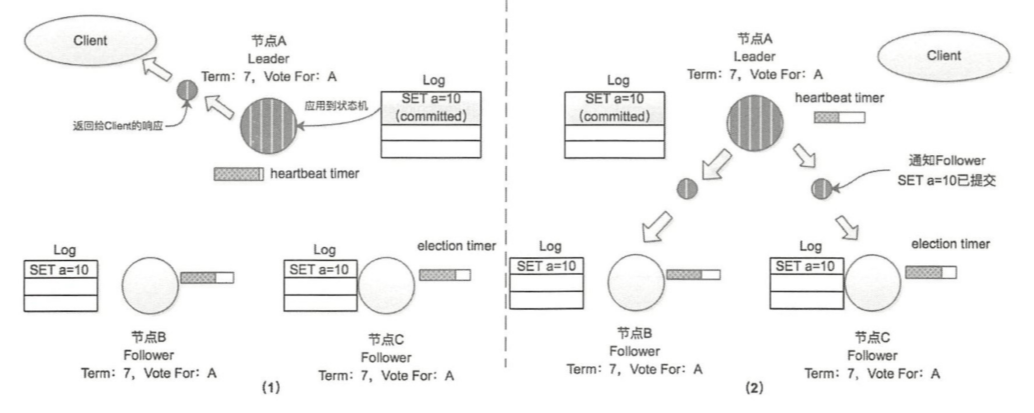 Client
节点A
Leader
Term：7，Vote For：A
返回给Client的响应
应用到状态机
Log
SET a=10
(committed)
heartbeat timer
Log
SET a=10
节点B
Follower
Term：7，Vote For：A
Log
SET a=10
election timer
节点C
Follower
Term：7，Vote For：A
(1)
节点A
Leader
Term：7，Vote For：A
Client
Log
SET a=10
(committed)
heartbeat timer
通知Follower
SET a=10已提交
Log
SET a=10
节点B
Follower
Term：7，Vote For：A
Log
SET a=10
election timer
节点C
Follower
Term：7，Vote For：A
(2)